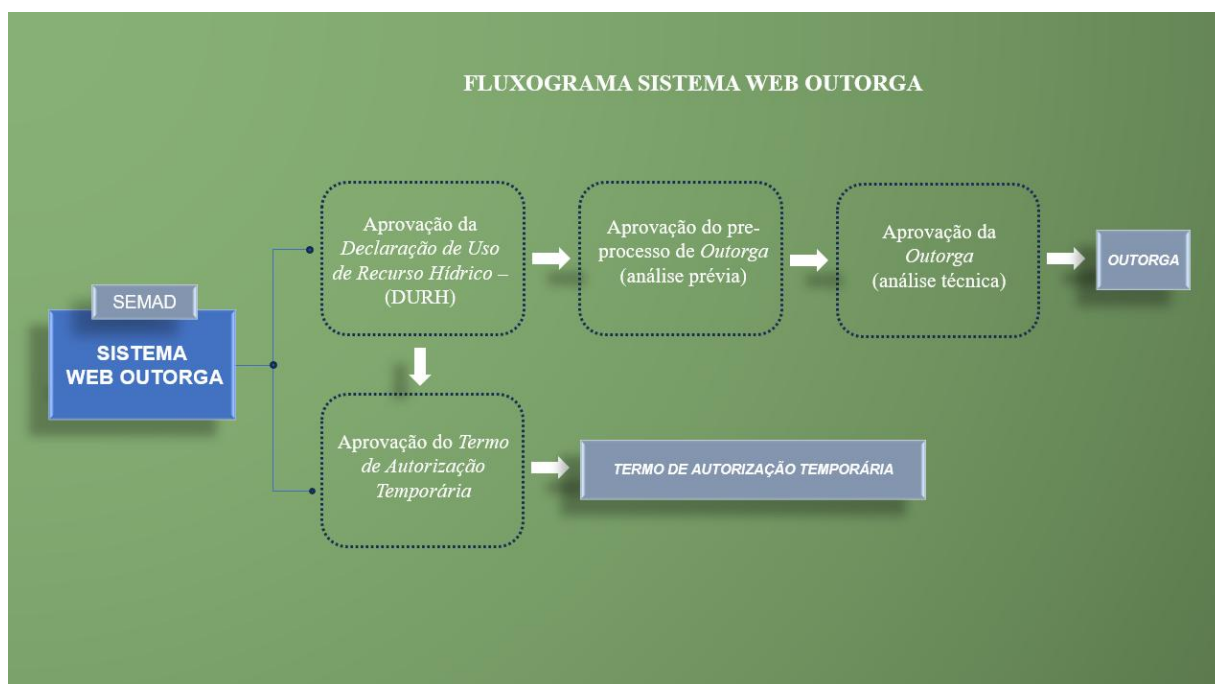 FLUXOGRAMA SISTEMA WEB OUTORGA
SEMAD
SISTEMA
WEB OUTORGA
Aprovação da
Declaração de Uso
de Recurso Hídrico –
(DURH)
Aprovação do pre-
processo de Outorga
(análise prévia)
Aprovação da
Outorga
(análise técnica)
OUTORGA
Aprovação do Termo
de Autorização
Temporária
TERMO DE AUTORIZAÇÃO TEMPORÁRIA